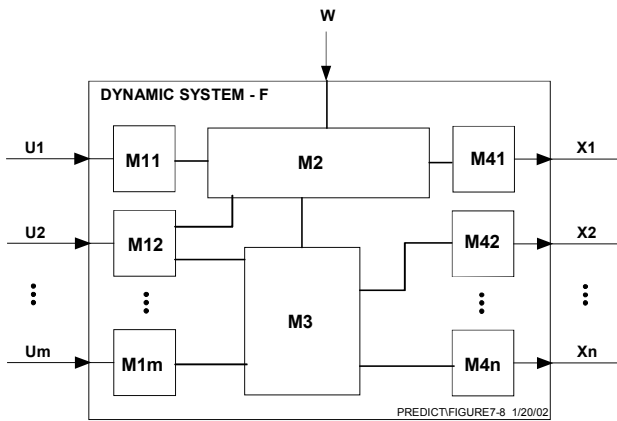 W
DYNAMIC SYSTEM - F
U1
M11
M2
M41
X1
U2
M12
M42
X2
M3
Um
M1m
M4n
Xn
PREDICT\FIGURE7-8 1/20/02